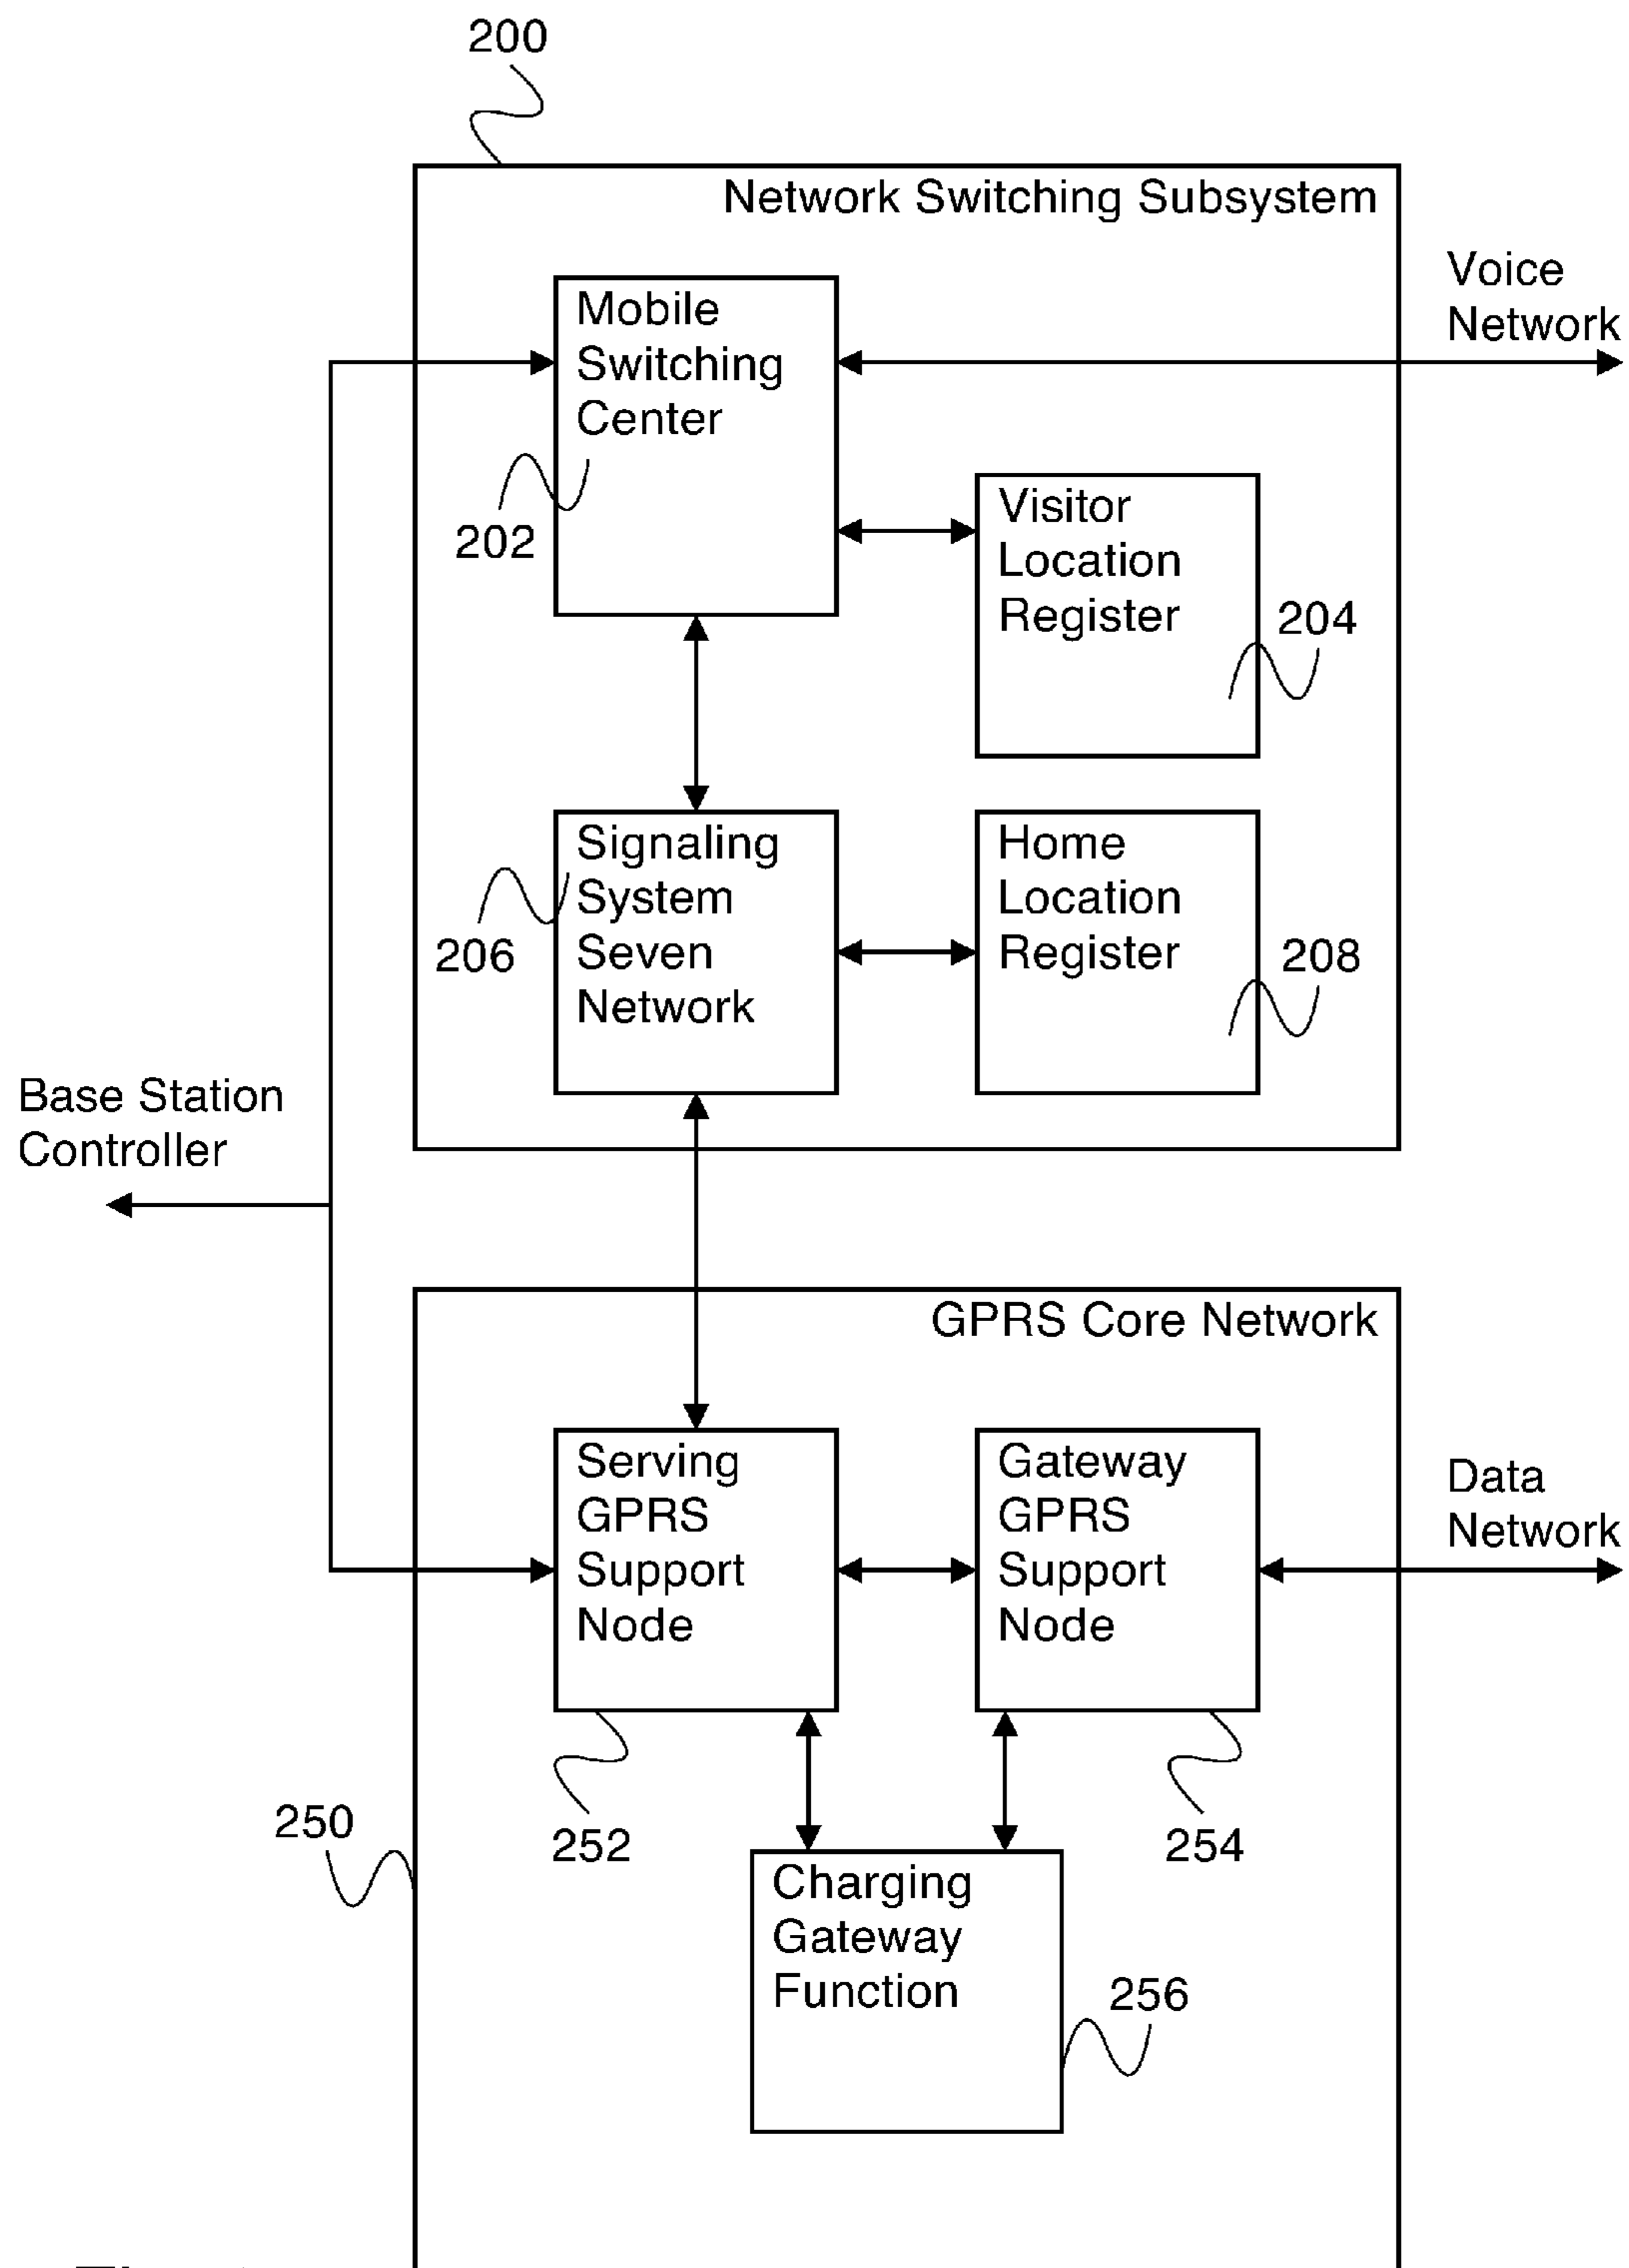 200
Network Switching Subsystem
Voice
Network
Mobile
Switching
Center
202
Visitor
Location
Register
204
Signaling
System
Seven
Network
206
Home
Location
Register
208
Base Station
Controller
GPRS Core Network
Serving
GPRS
Support
Node
Gateway
GPRS
Support
Node
Data
Network
250
252
254
Charging
Gateway
Function
256